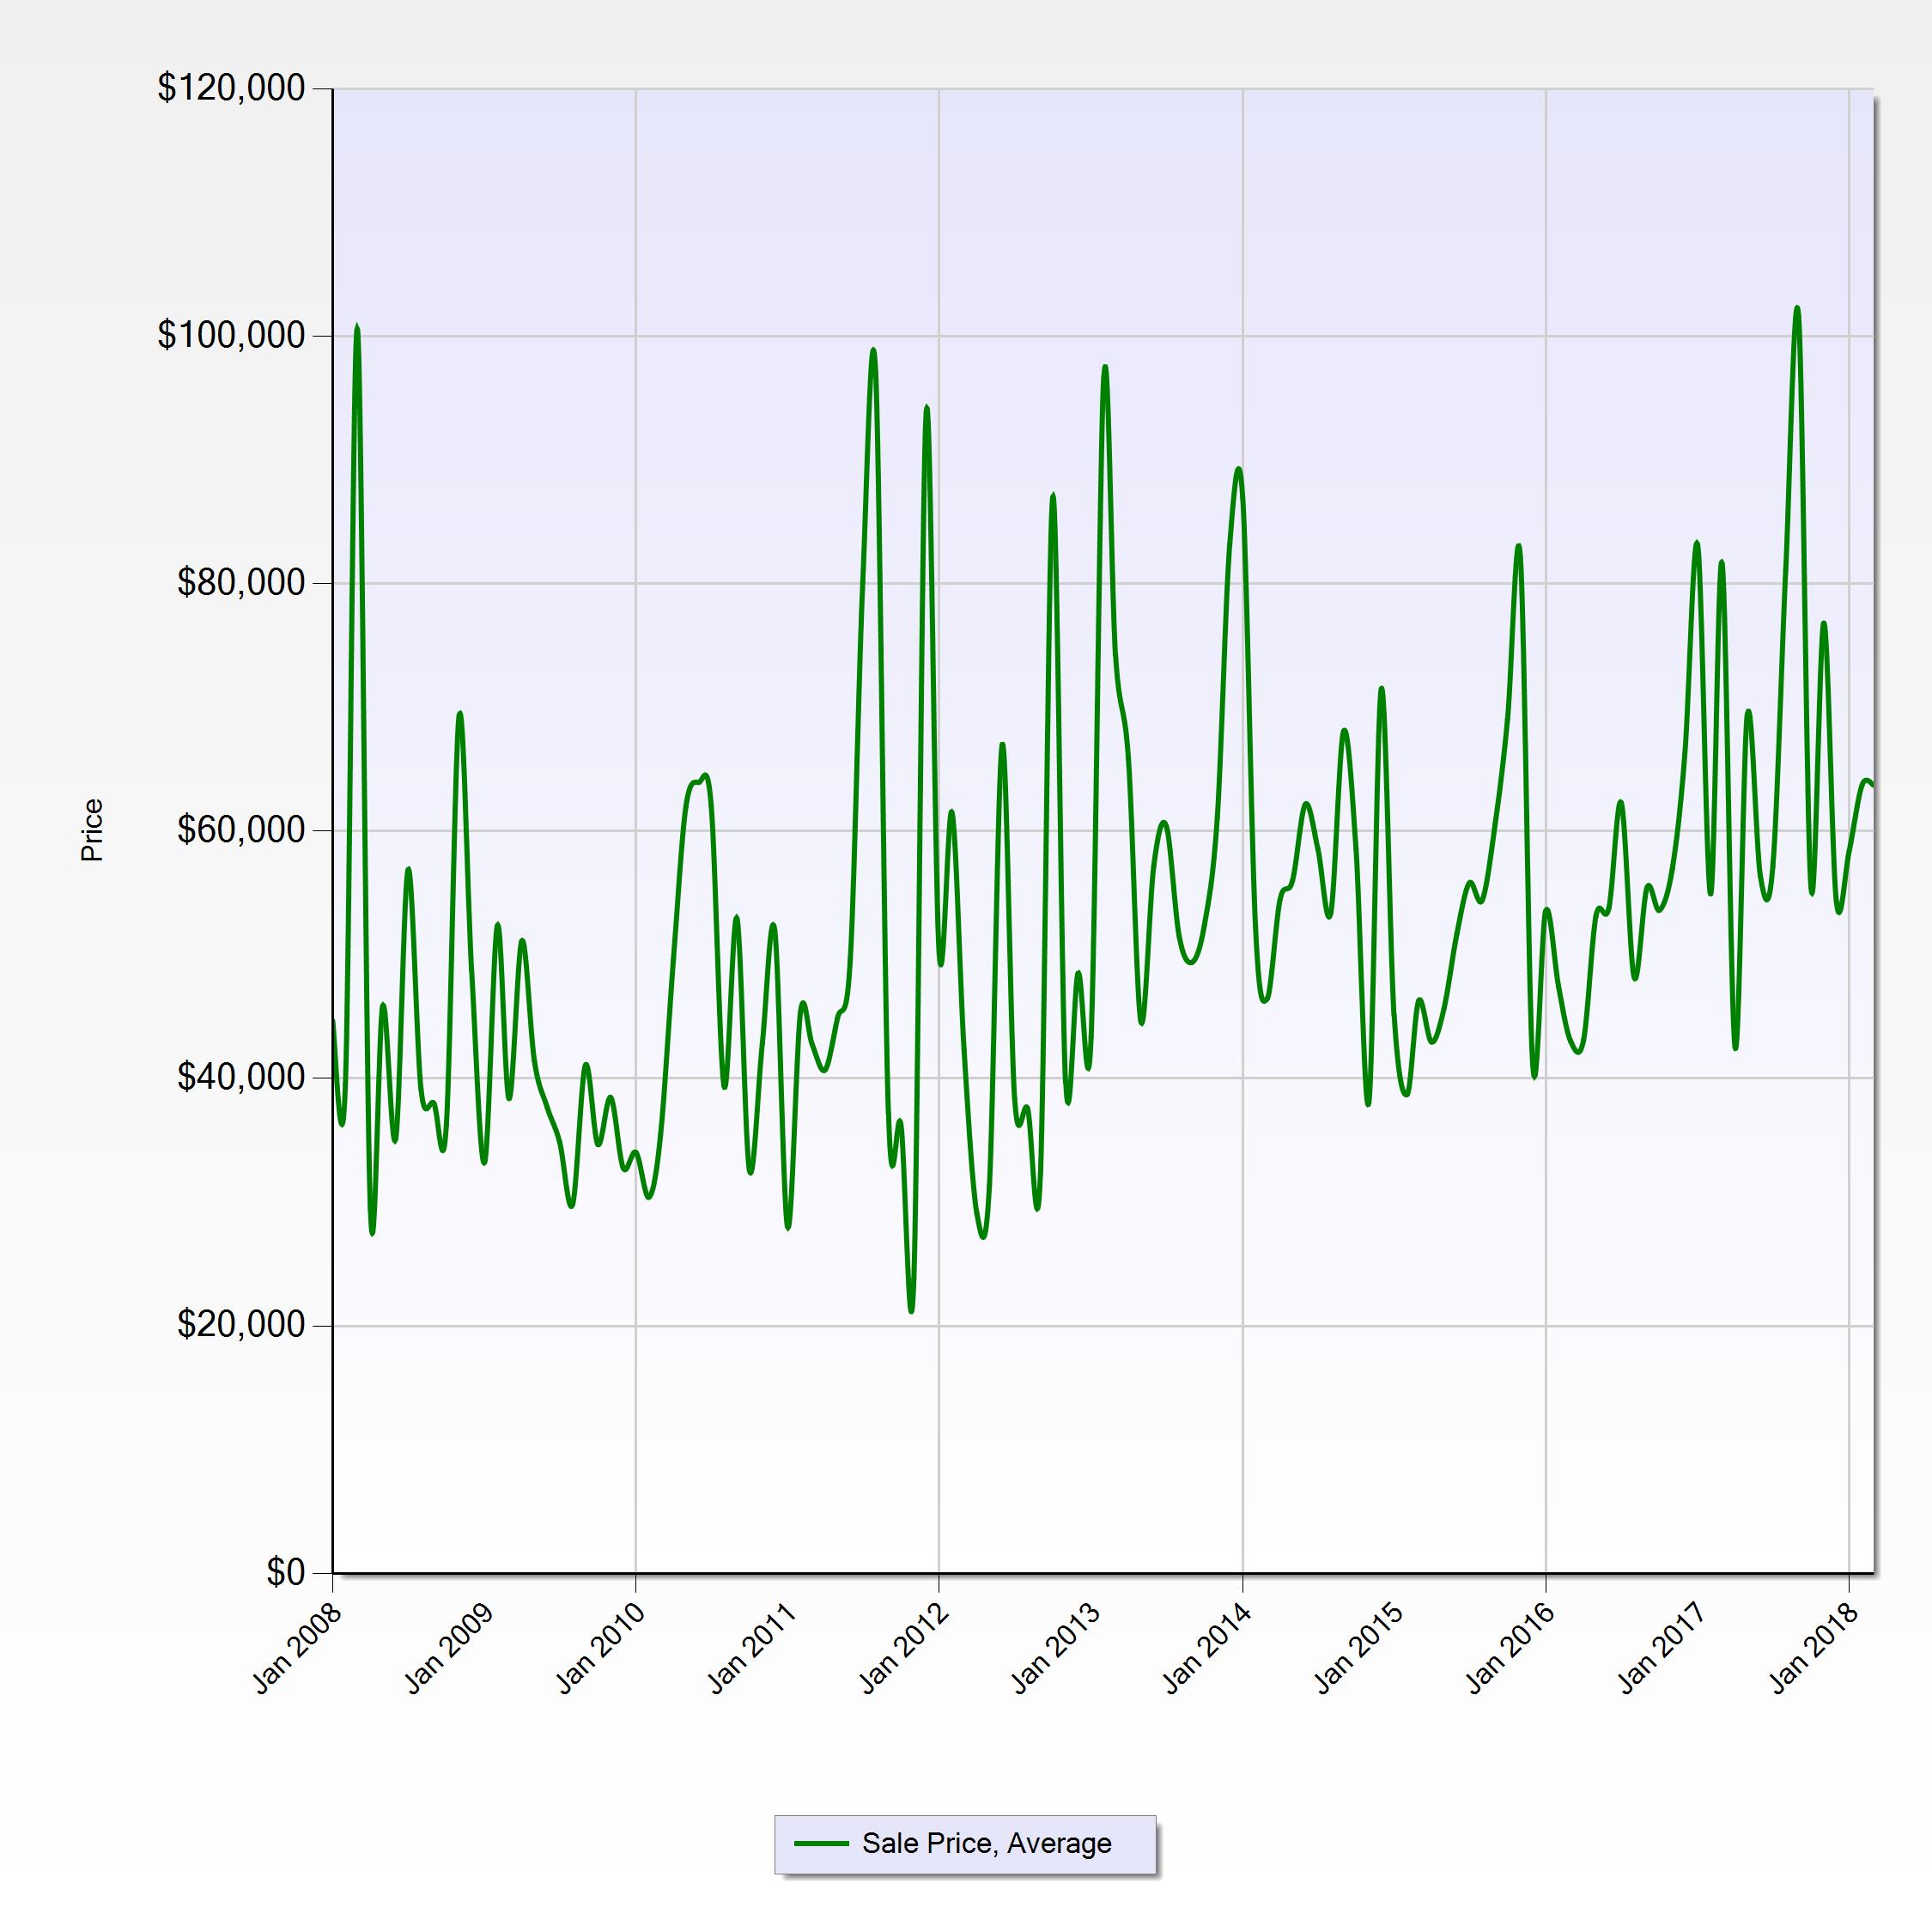 $120,000
$100,000
$80,000
$60,000
$40,000
$20,000
$0
Price
Jan 2008
Jan 2009
Jan 2010
Jan 2011
Jan 2012
Jan 2013
Jan 2014
Jan 2015
Jan 2016
Jan 2017
Jan 2018
Sale Price, Average